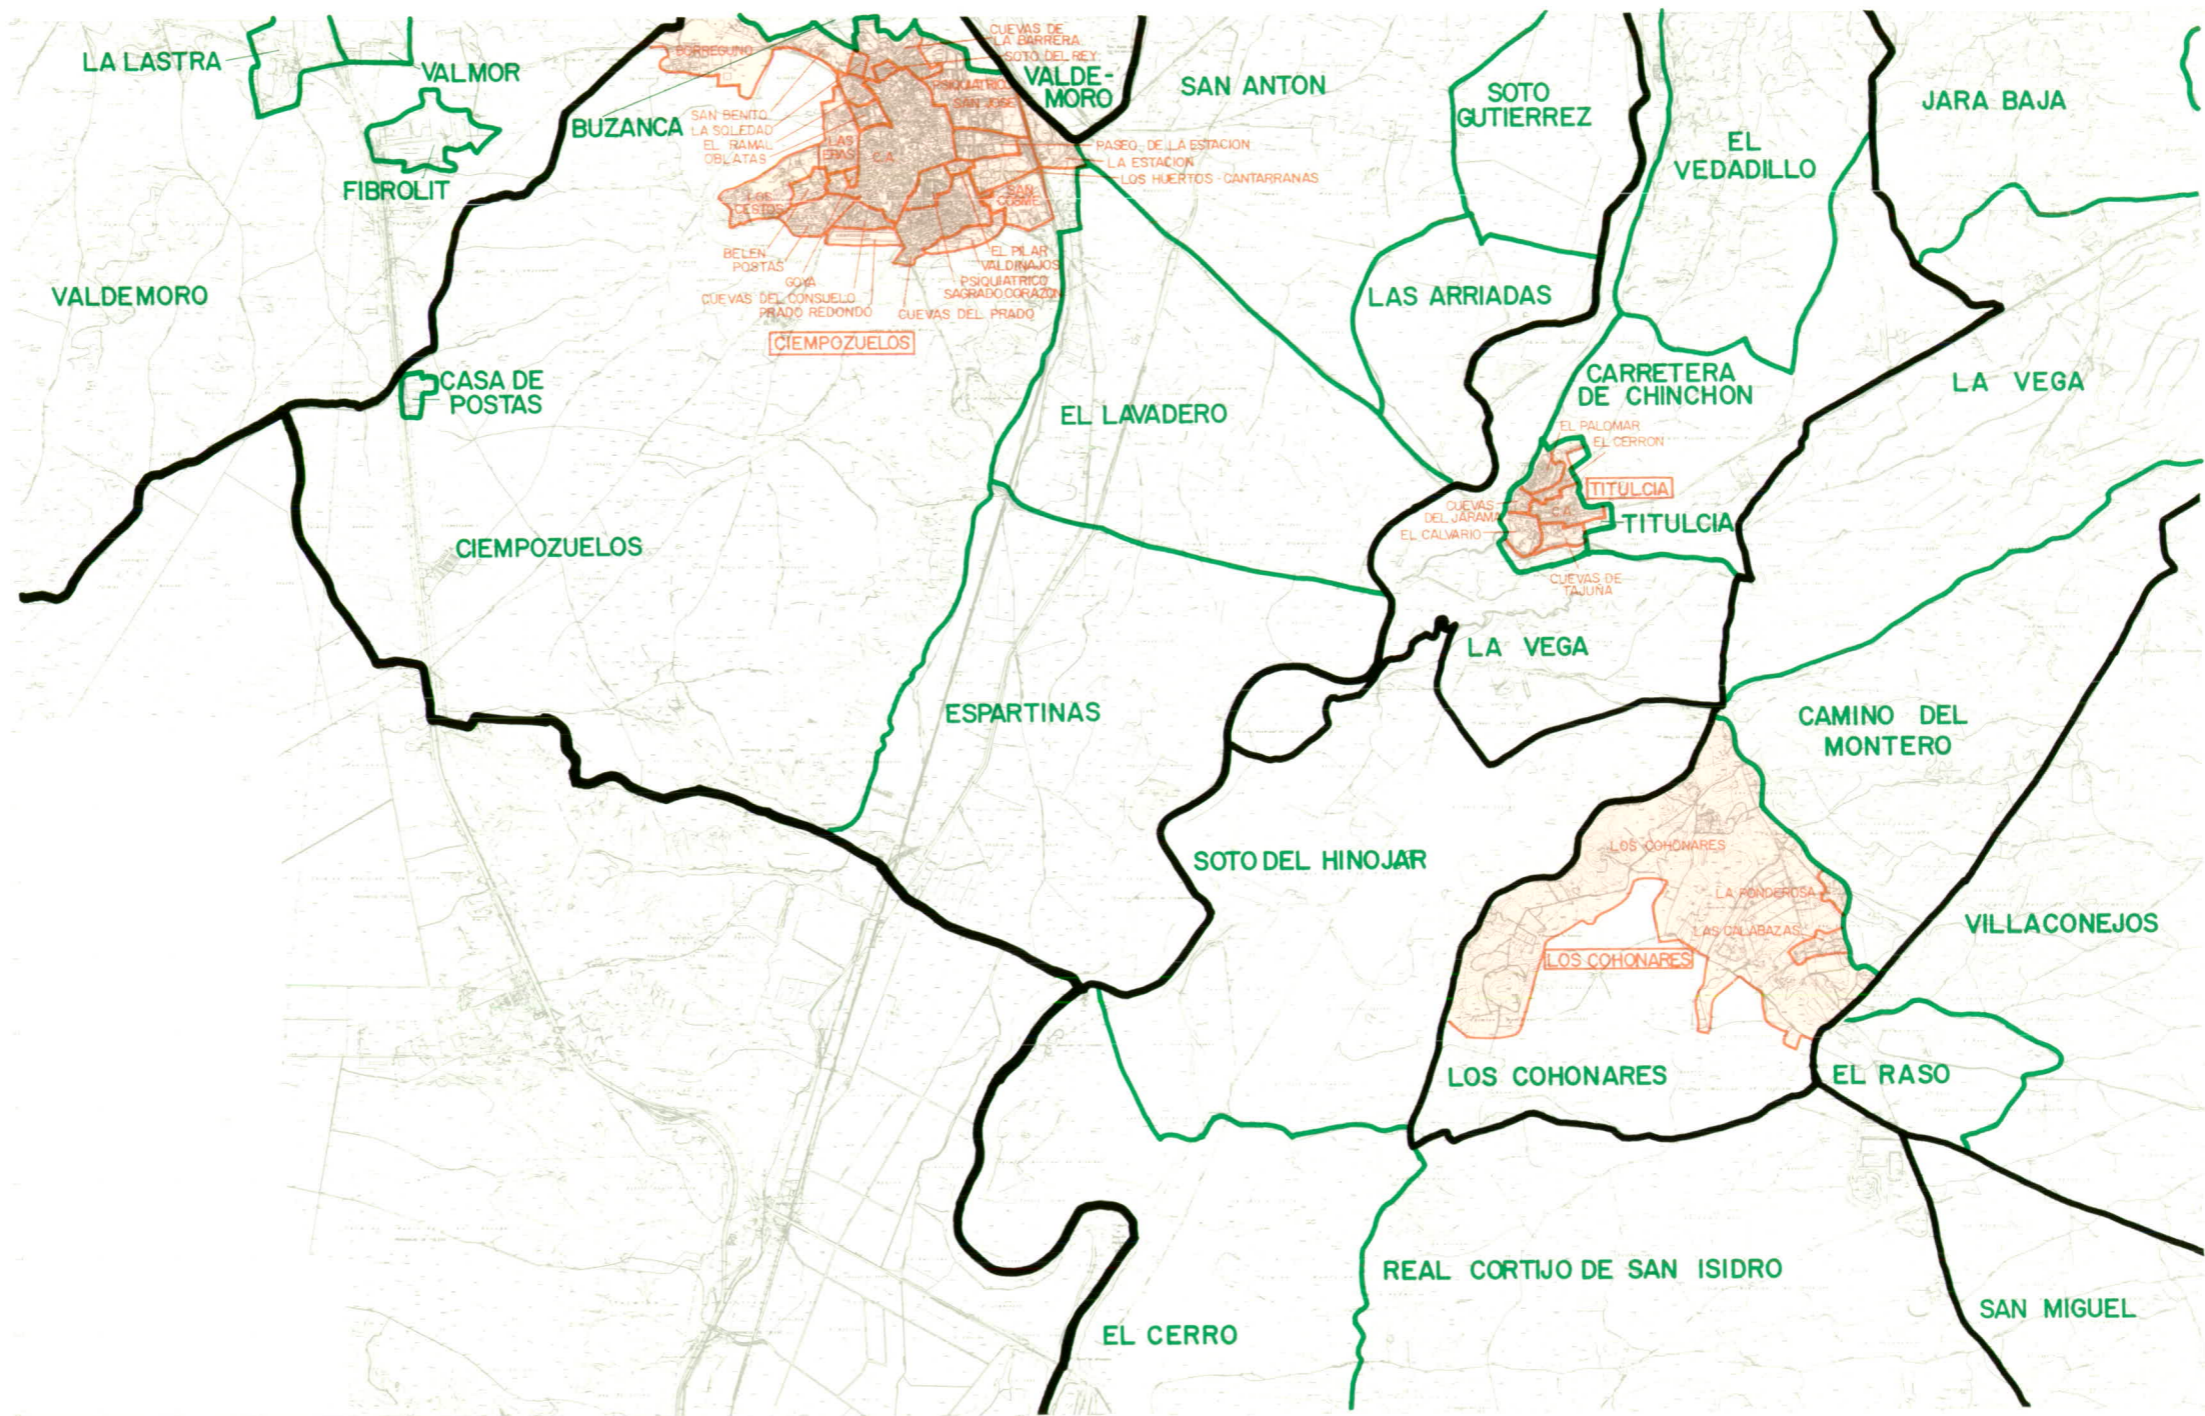 LA LASTRA
VALMOR
FIBROLIT
BUZANCA
BORREGUNO
CUEVAS DE
LA BARRERA
SOTO DEL REY
PSIQUIATRICO
SAN JOSE
VALDE-
MORO
SAN ANTON
SOTO
GUTIERREZ
EL
VEDADILLO
JARA BAJA
SAN BENITO
LA SOLEDAD
EL RAMAL
OBLATAS
LAS
ERAS
C.A.
PASEO DE LA ESTACION
LA ESTACION
LOS HUERTOS-CANTARRANAS
SAN
COSME
LOS
CESTOS
BELEN
POSTAS
GOYA
CUEVAS DEL CONSUELO
PRADO REDONDO
EL PILAR
VALDINAJOS
PSIQUIATRICO
SAGRADO CORAZON
CUEVAS DEL PRADO
CIEMPOZUELOS
VALDEMORO
CASA DE
POSTAS
LAS ARRIADAS
CARRETERA
DE CHINCHON
LA VEGA
EL LAVADERO
EL PALOMAR
EL CERRON
TITULCIA
CUEVAS
DEL JARAMA
C.A.
TITULCIA
EL CALVARIO
CUEVAS DE
TAJUÑA
CIEMPOZUELOS
LA VEGA
ESPARTINAS
CAMINO DEL
MONTERO
SOTO DEL HINOJAR
LOS COHONARES
LA PONDEROSA
LAS CALABAZAS
LOS COHONARES
VILLACONEJOS
LOS COHONARES
EL RASO
REAL CORTIJO DE SAN ISIDRO
SAN MIGUEL
EL CERRO